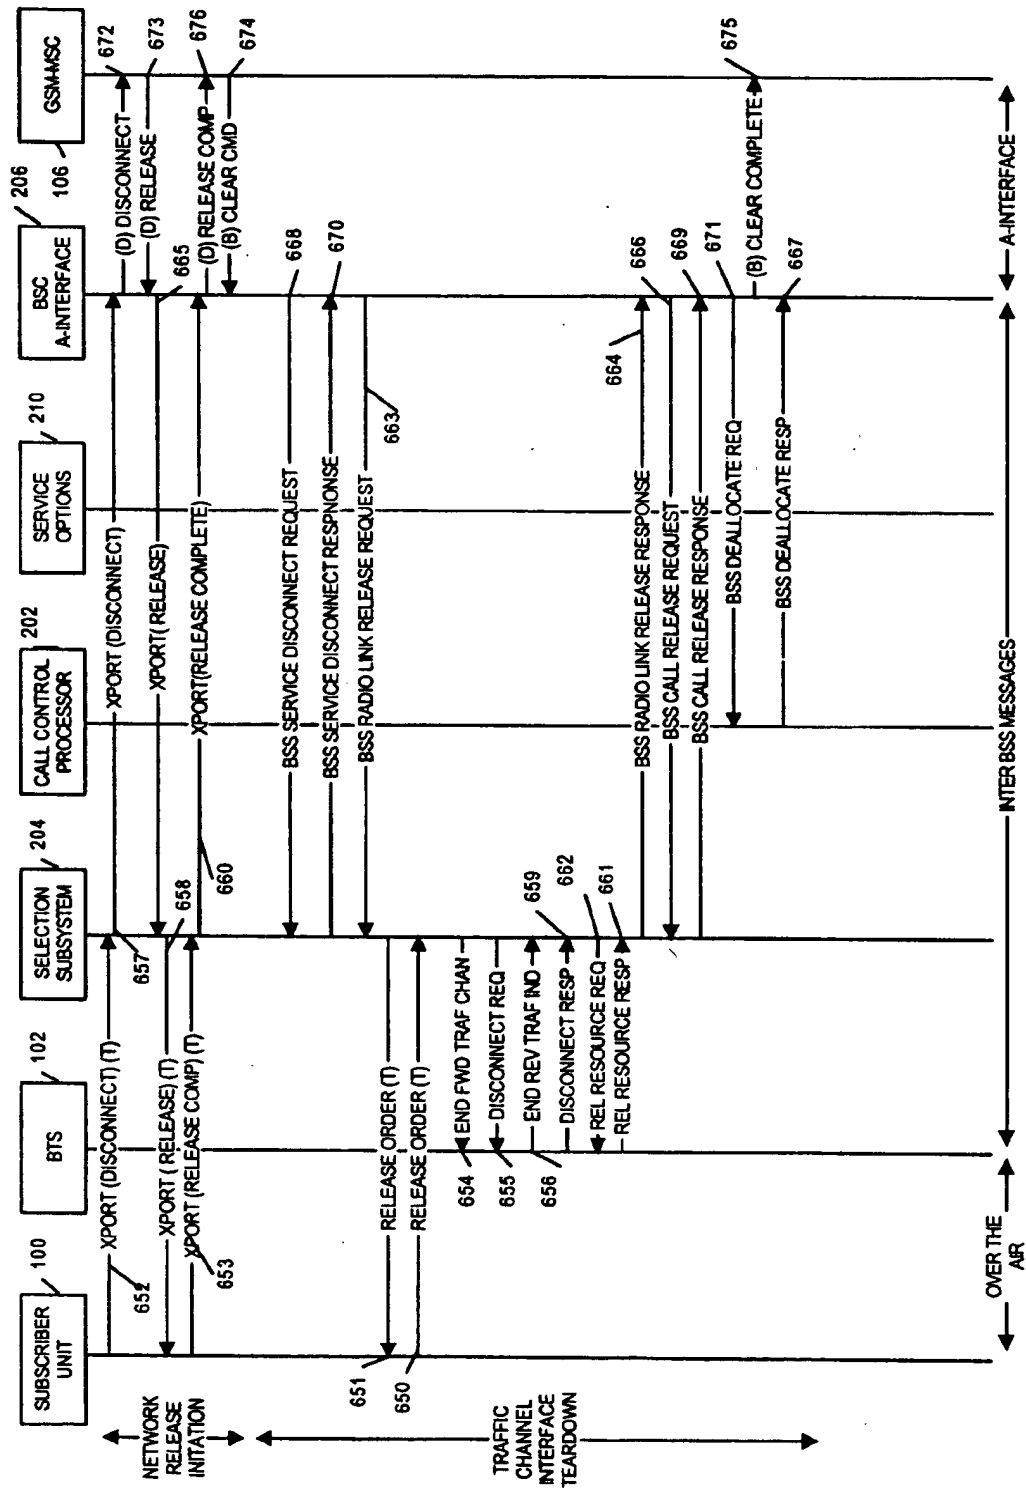 SUBSCRIBER
UNIT
100
BTS
102
SELECTION
SUBSYSTEM
204
CALL CONTROL
PROCESSOR
202
SERVICE
OPTIONS
210
BSC
A-INTERFACE
206
GSM-MSC
106
NETWORK
RELEASE
INITATION
TRAFFIC
CHANNEL
INTERFACE
TEARDOWN
XPORT (DISCONNECT) (T)
652
657
XPORT (DISCONNECT)
(D) DISCONNECT
672
(D) RELEASE
673
XPORT( RELEASE)
665
XPORT ( RELEASE) (T)
658
XPORT (RELEASE COMP) (T)
653
XPORT(RELEASE COMPLETE)
660
(D) RELEASE COMP
676
(B) CLEAR CMD
674
BSS SERVICE DISCONNECT REQUEST
668
BSS SERVICE DISCONNECT RESPNONSE
670
BSS RADIO LINK RELEASE REQUEST
663
RELEASE ORDER (T)
651
RELEASE ORDER (T)
650
END FWD TRAF CHAN
654
DISCONNECT REQ
655
END REV TRAF IND
656
DISCONNECT RESP
659
REL RESOURCE REQ
662
REL RESOURCE RESP
661
BSS RADIO LINK RELEASE RESPONSE
664
BSS CALL RELEASE REQUEST
666
BSS CALL RELEASE RESPONSE
669
BSS DEALLOCATE REQ
671
(B) CLEAR COMPLETE
675
BSS DEALLOCATE RESP
667
OVER THE
AIR
INTER BSS MESSAGES
A-INTERFACE